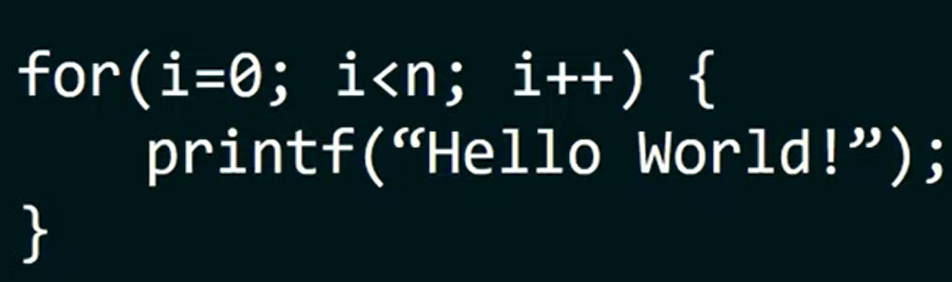 for(i=0; i<n; i++) {
   printf(“Hello World!”);
}